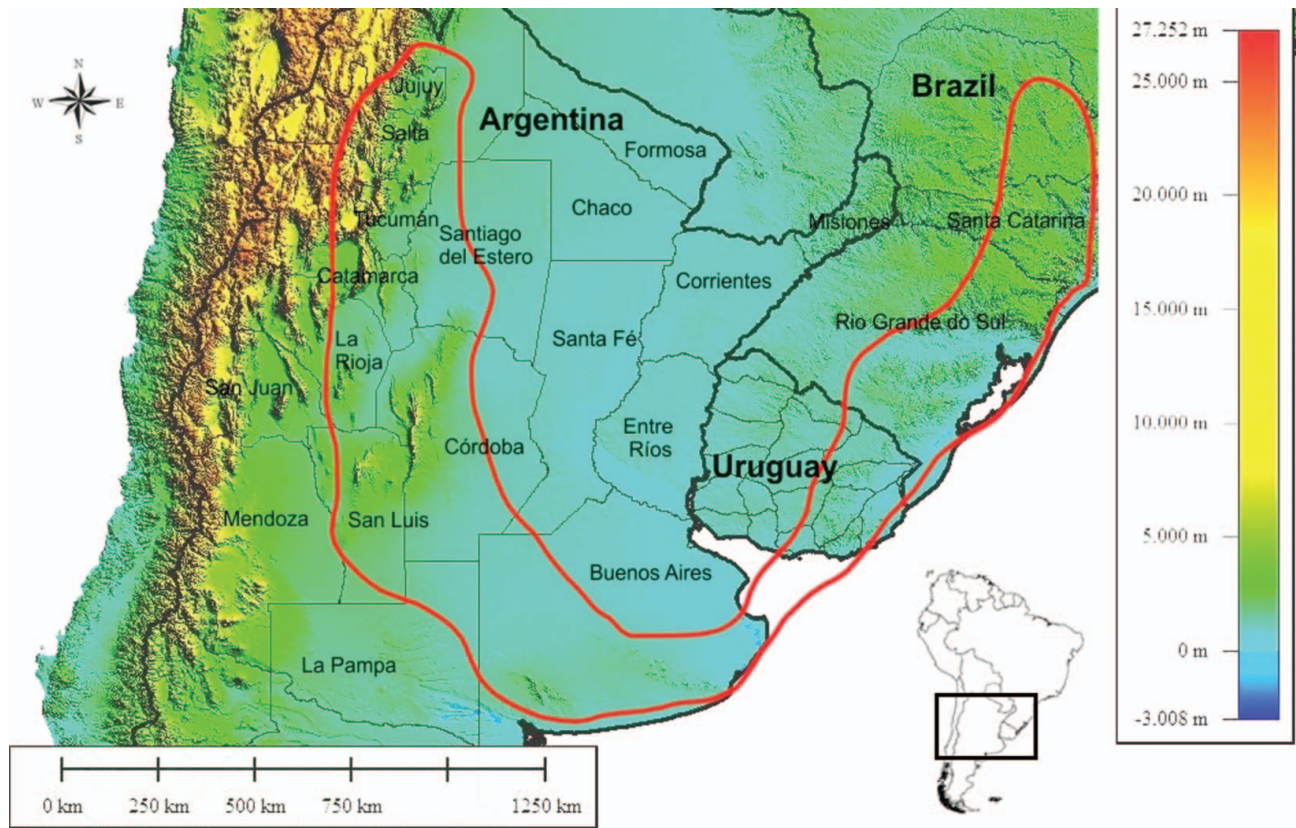 27.252 m
25.000 m
20.000 m
15.000 m
10.000 m
5.000 m
0 m
-3.008 m
N
W E
S
Brazil
Argentina
Jujuy
Salta
Formosa
Chaco
Misiones
Santa Catarina
Tucumán
Santiago
del Estero
Catamarca
Corrientes
Rio Grande do Sul
La
Rioja
Santa Fé
San Juan
Entre
Ríos
Córdoba
Uruguay
Mendoza
San Luis
Buenos Aires
La Pampa
0 km 250 km 500 km 750 km 1250 km